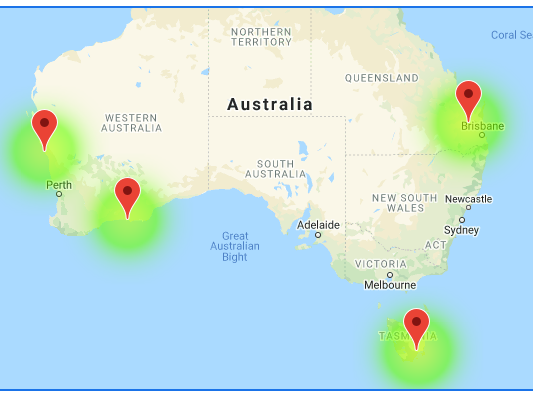 NORTHERN
TERRITORY
Coral Se
QUEENSLAND
Australia
WESTERN
AUSTRALIA
Brisbane
SOUTH
AUSTRALIA
Perth
NEW SOUTH
WALES
Newcastle
Adelaide
Sydney
Great
Australian
Bight
ACT
VICTORIA
Melbourne
TASMANIA